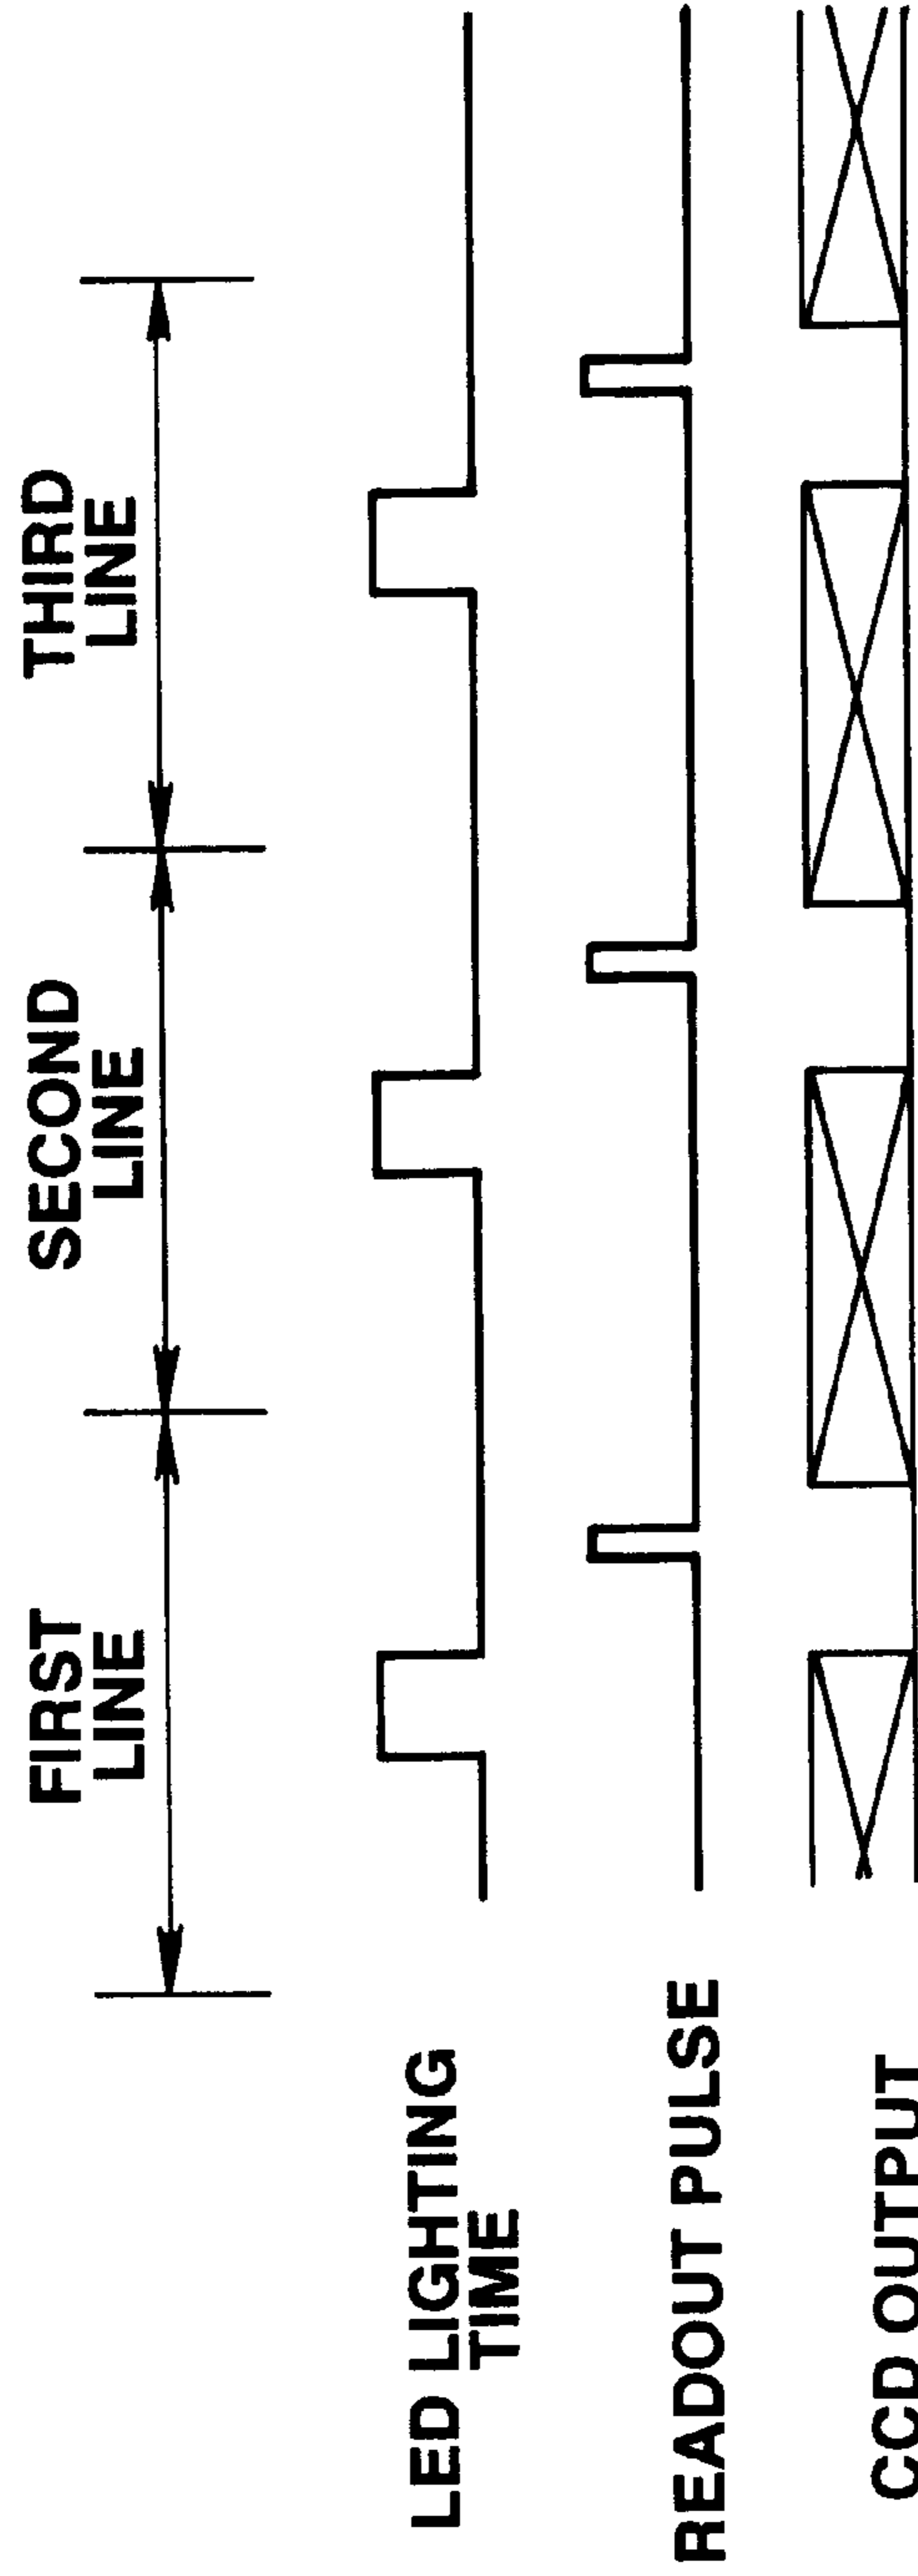 FIRST
LINE
SECOND
LINE
THIRD
LINE
LED LIGHTING
TIME
READOUT PULSE
CCD OUTPUT